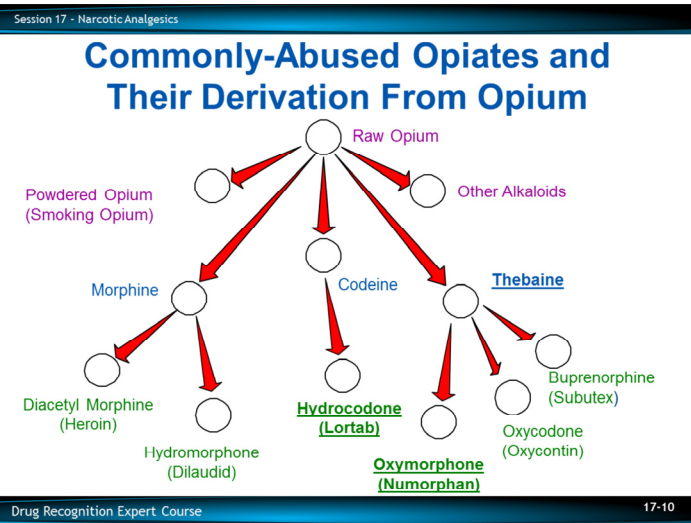 Session 17 - Narcotic Analgesics
Commonly-Abused Opiates and
Their Derivation From Opium
Raw Opium
Powdered Opium
(Smoking Opium)
Other Alkaloids
Morphine
Codeine
Thebaine
Diacetyl Morphine
(Heroin)
Hydromorphone
(Dilaudid)
Hydrocodone
(Lortab)
Oxymorphone
(Numorphan)
Oxycodone
(Oxycontin)
Buprenorphine
(Subutex)
Drug Recognition Expert Course
17-10